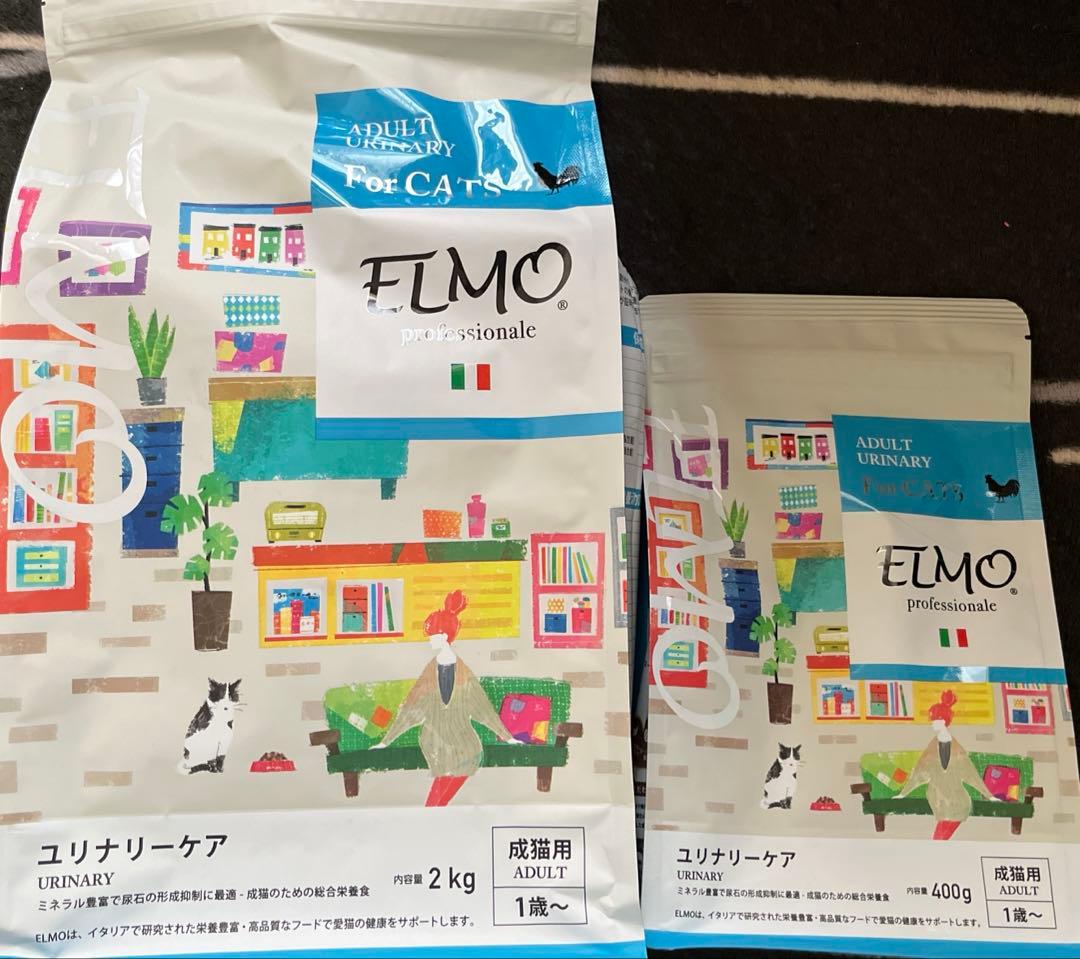 ELMO
ADULT
URINARY
For CATS
ELMO®
professionale
ユリナリーケア
URINARY
ミネラル豊富で尿石の形成抑制に最適 - 成猫のための総合栄養食
ELMOは、イタリアで研究された栄養豊富・高品質なフードで愛猫の健康をサポートします。
内容量 2 kg
成猫用
ADULT
1歳～
ELMO
ADULT
URINARY
For CATS
ELMO®
professionale
ユリナリーケア
URINARY
ミネラル豊富で尿石の形成抑制に最適 - 成猫のための総合栄養食
ELMOは、イタリアで研究された栄養豊富・高品質なフードで愛猫の健康をサポートします。
内容量 400g
成猫用
ADULT
1歳～